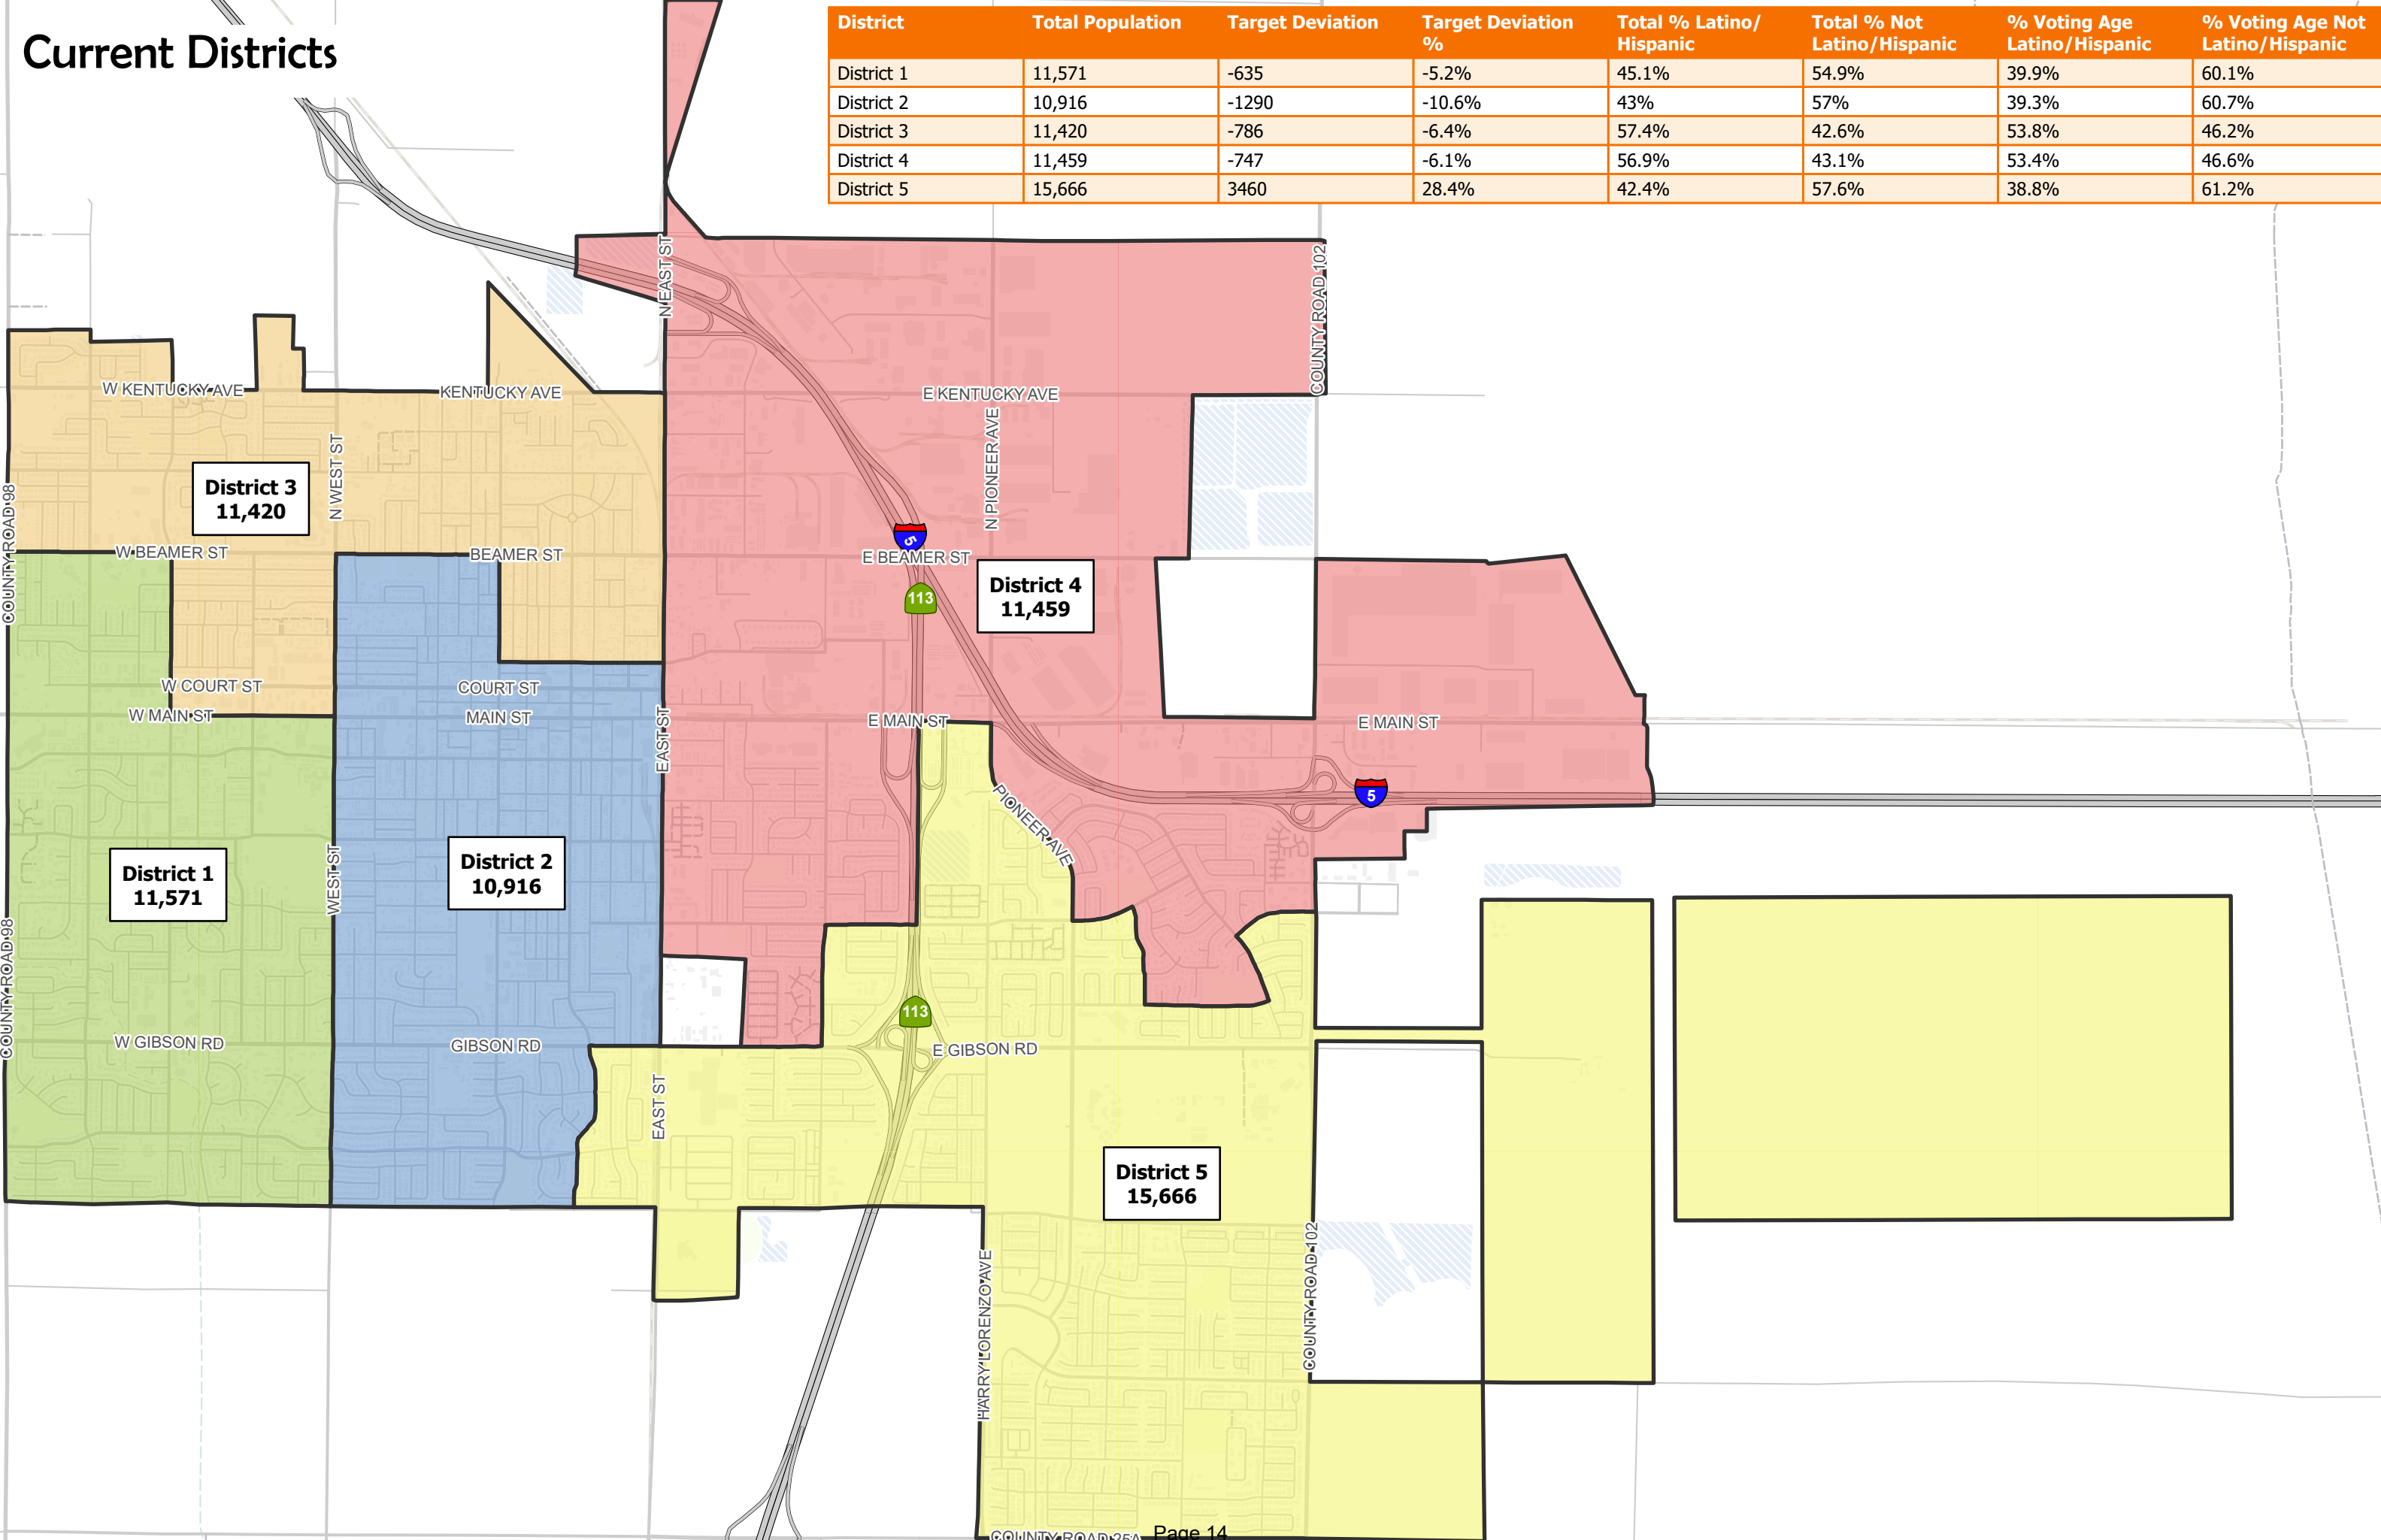 Current Districts
District Total Population Target Deviation Target Deviation % Total % Latino/Hispanic Total % Not Latino/Hispanic % Voting Age Latino/Hispanic % Voting Age Not Latino/Hispanic
District 1 11,571 -635 -5.2% 45.1% 54.9% 39.9% 60.1%
District 2 10,916 -1290 -10.6% 43% 57% 39.3% 60.7%
District 3 11,420 -786 -6.4% 57.4% 42.6% 53.8% 46.2%
District 4 11,459 -747 -6.1% 56.9% 43.1% 53.4% 46.6%
District 5 15,666 3460 28.4% 42.4% 57.6% 38.8% 61.2%
N EAST ST
COUNTY ROAD 102
W KENTUCKY AVE
KENTUCKY AVE
E KENTUCKY AVE
N WEST ST
N PIONEER AVE
District 3
11,420
COUNTY ROAD 98
5
W BEAMER ST
BEAMER ST
E BEAMER ST
113
District 4
11,459
W COURT ST
COURT ST
W MAIN ST
MAIN ST
E MAIN ST
E MAIN ST
EAST ST
5
PIONEER AVE
District 1
11,571
WEST ST
District 2
10,916
COUNTY ROAD 98
113
W GIBSON RD
GIBSON RD
E GIBSON RD
EAST ST
District 5
15,666
HARRY LORENZO AVE
COUNTY ROAD 102
COUNTY ROAD 25A
Page 14